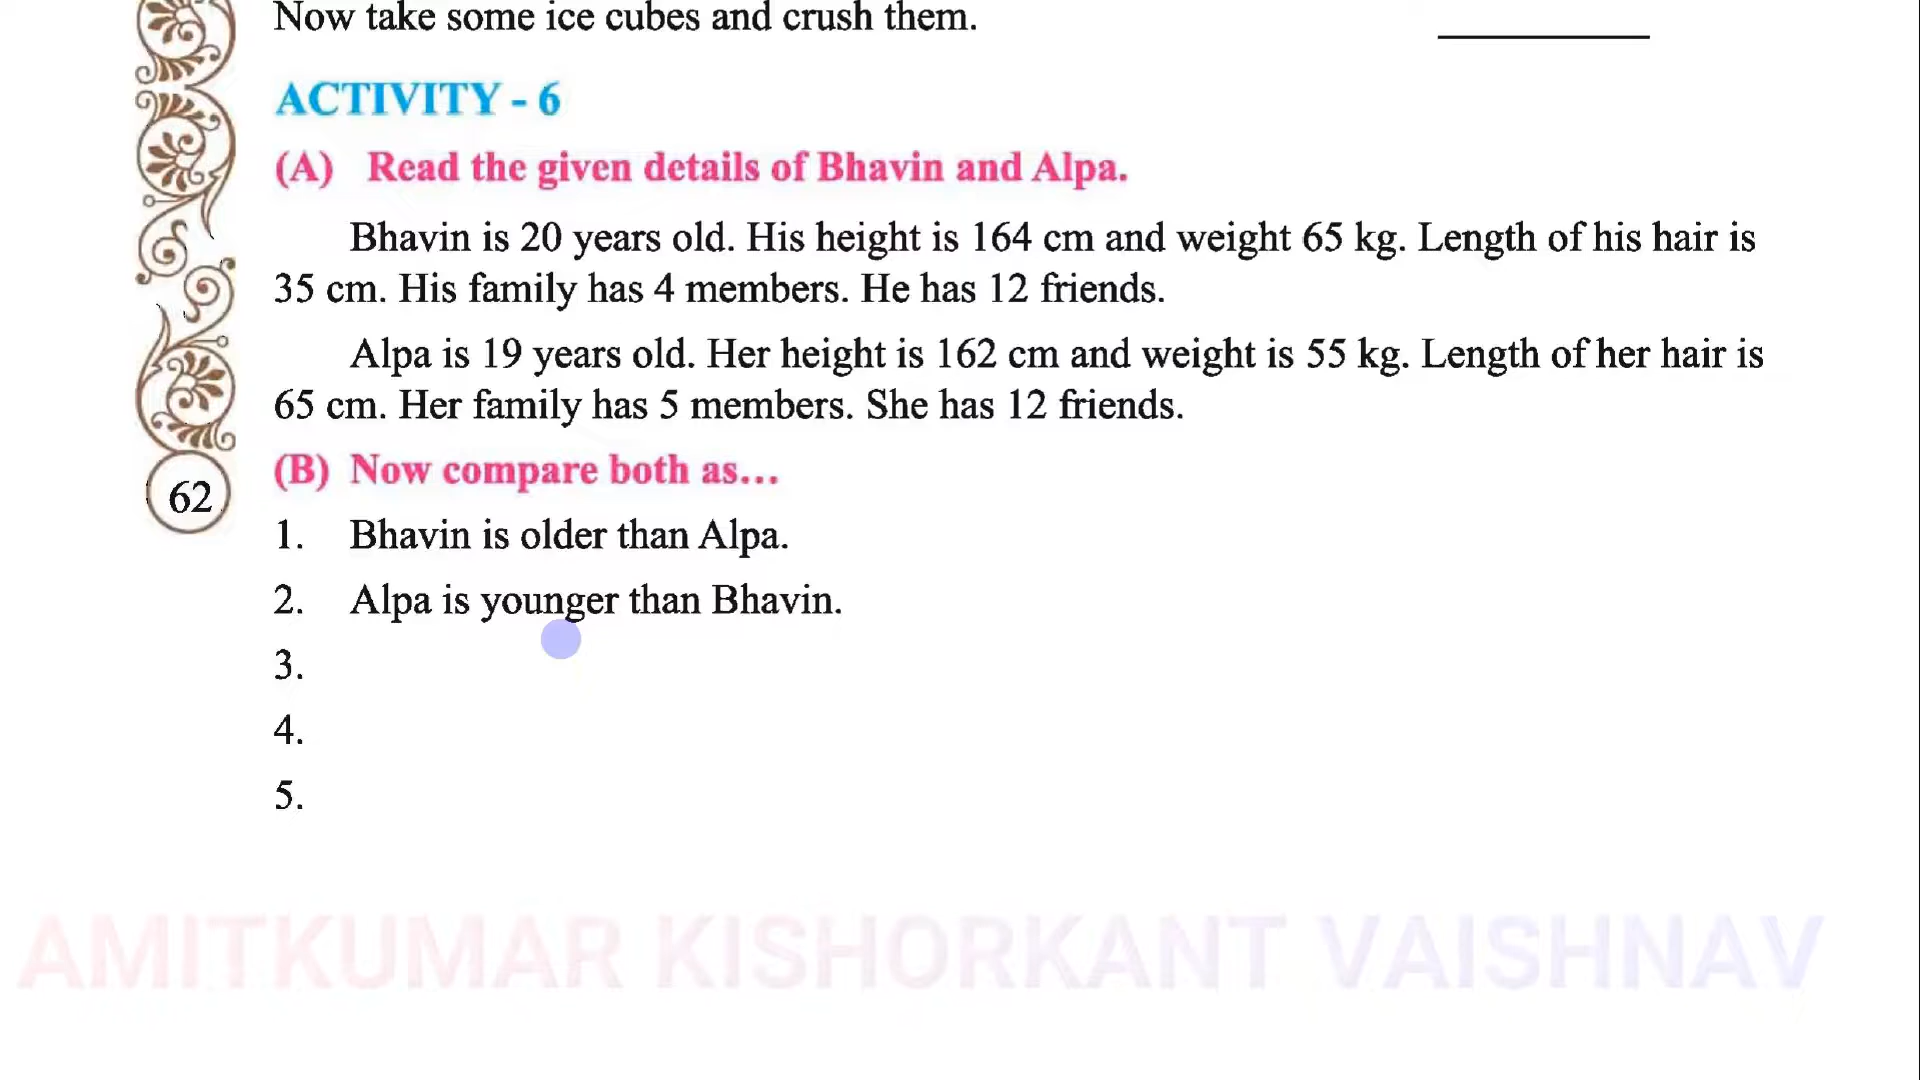 Now take some ice cubes and crush them.
ACTIVITY - 6
(A) Read the given details of Bhavin and Alpa.
Bhavin is 20 years old. His height is 164 cm and weight 65 kg. Length of his hair is
35 cm. His family has 4 members. He has 12 friends.
Alpa is 19 years old. Her height is 162 cm and weight is 55 kg. Length of her hair is
65 cm. Her family has 5 members. She has 12 friends.
(B) Now compare both as...
62
1. Bhavin is older than Alpa.
2. Alpa is younger than Bhavin.
3.
4.
5.
AMITKUMAR KISHORKANT VAISHNAV